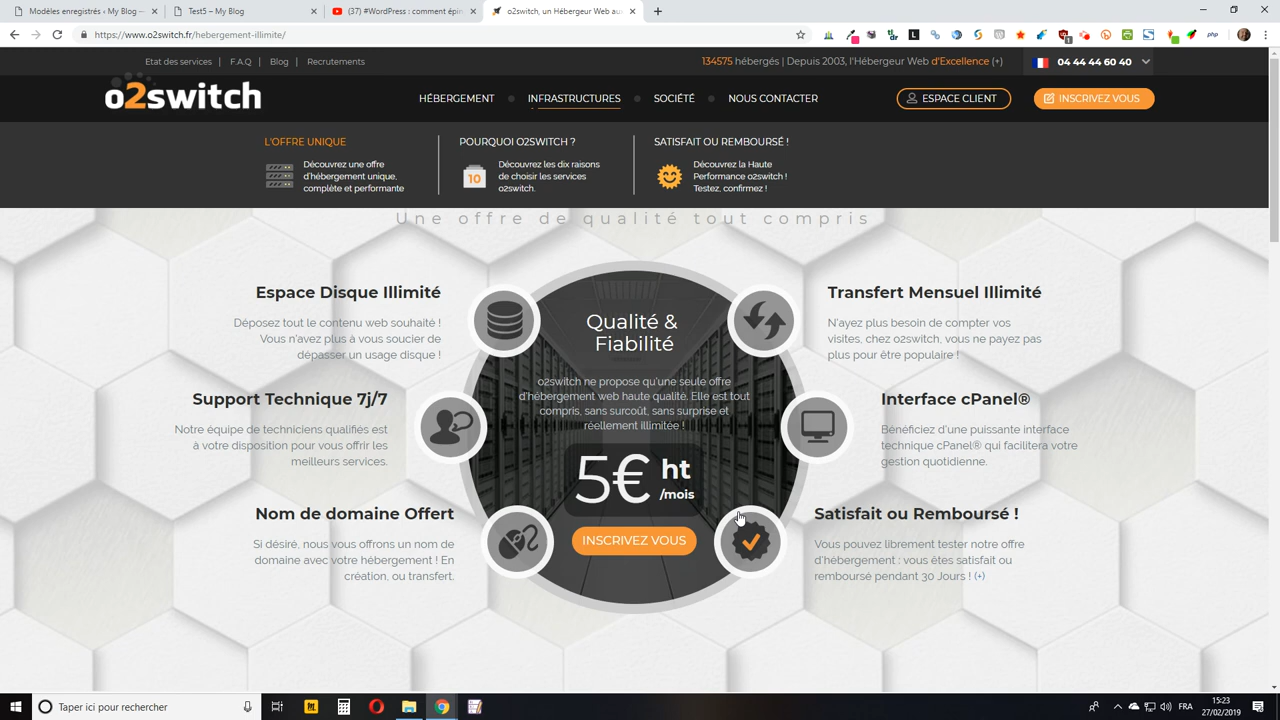 Modèles enregistrés ‹ My Blog —
Test5 – My Blog
(37) #WordPress : comment épin
o2switch, un Hébergeur Web au
https://www.o2switch.fr/hebergement-illimite/
Etat des services | F.A.Q | Blog | Recrutements
134575 hébergés | Depuis 2003, l'Hébergeur Web d'Excellence (+)
04 44 44 60 40
o2switch
HÉBERGEMENT
INFRASTRUCTURES
SOCIÉTÉ
NOUS CONTACTER
ESPACE CLIENT
INSCRIVEZ VOUS
L'OFFRE UNIQUE
Découvrez une offre
d'hébergement unique,
complète et performante
POURQUOI O2SWITCH ?
10
Découvrez les dix raisons
de choisir les services
o2switch.
SATISFAIT OU REMBOURSÉ !
Découvrez la Haute
Performance o2switch !
Testez, confirmez !
Une offre de qualité tout compris
Espace Disque Illimité
Déposez tout le contenu web souhaité !
Vous n'avez plus à vous soucier de
dépasser un usage disque !
Support Technique 7j/7
Notre équipe de techniciens qualifiés est
à votre disposition pour vous offrir les
meilleurs services.
Nom de domaine Offert
Si désiré, nous vous offrons un nom de
domaine avec votre hébergement ! En
création, ou transfert.
Qualité &
Fiabilité
o2switch ne propose qu'une seule offre
d'hébergement web haute qualité. Elle est tout
compris, sans surcoût, sans surprise et
réellement illimitée !
5€ ht
/mois
INSCRIVEZ VOUS
Transfert Mensuel Illimité
N'ayez plus besoin de compter vos
visites, chez o2switch, vous ne payez pas
plus pour être populaire !
Interface cPanel®
Bénéficiez d'une puissante interface
technique cPanel® qui facilitera votre
gestion quotidienne.
Satisfait ou Remboursé !
Vous pouvez librement tester notre offre
d'hébergement : vous êtes satisfait ou
remboursé pendant 30 Jours ! (+)
Taper ici pour rechercher
FRA
15:23
27/02/2019